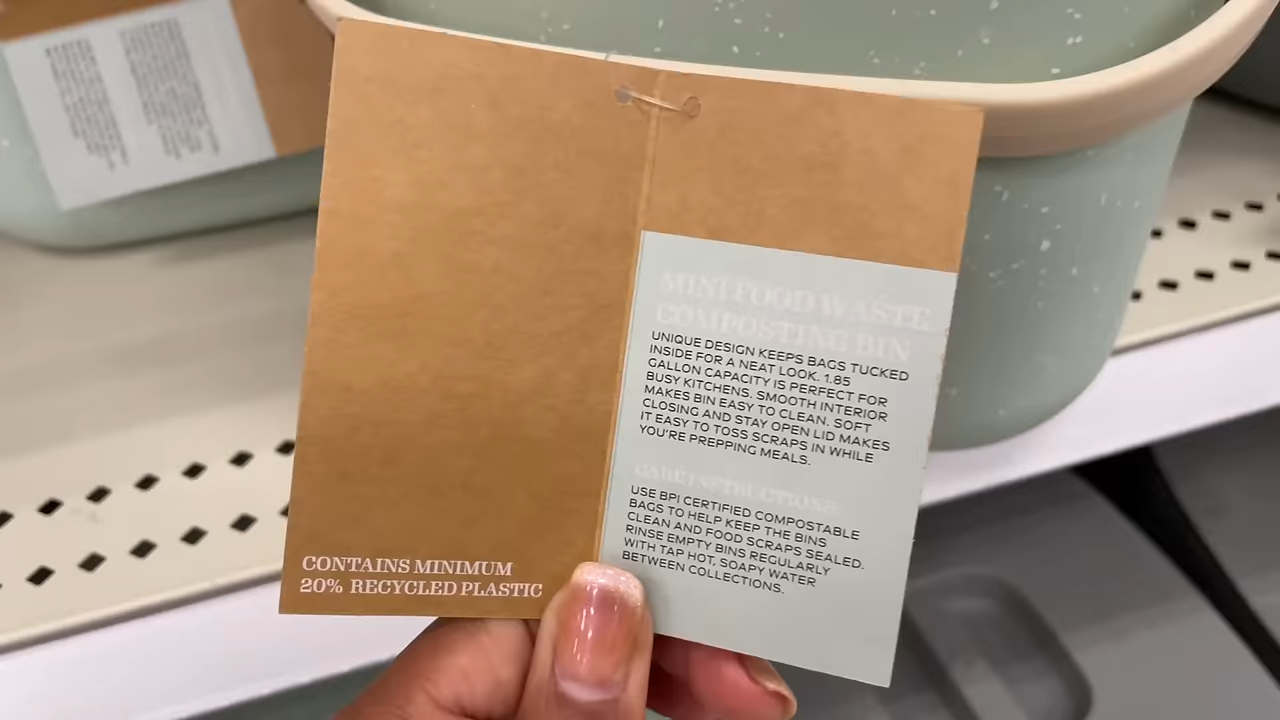 CONTAINS MINIMUM
20% RECYCLED PLASTIC
MINI FOOD WASTE
COMPOSTING BIN
UNIQUE DESIGN KEEPS BAGS TUCKED
INSIDE FOR A NEAT LOOK. 1.85
GALLON CAPACITY IS PERFECT FOR
BUSY KITCHENS. SMOOTH INTERIOR
MAKES BIN EASY TO CLEAN. SOFT
CLOSING AND STAY OPEN LID MAKES
IT EASY TO TOSS SCRAPS IN WHILE
YOU'RE PREPPING MEALS.
CARE INSTRUCTIONS
USE BPI CERTIFIED COMPOSTABLE
BAGS TO HELP KEEP THE BINS
CLEAN AND FOOD SCRAPS SEALED.
RINSE EMPTY BINS REGULARLY
WITH TAP HOT, SOAPY WATER
BETWEEN COLLECTIONS.